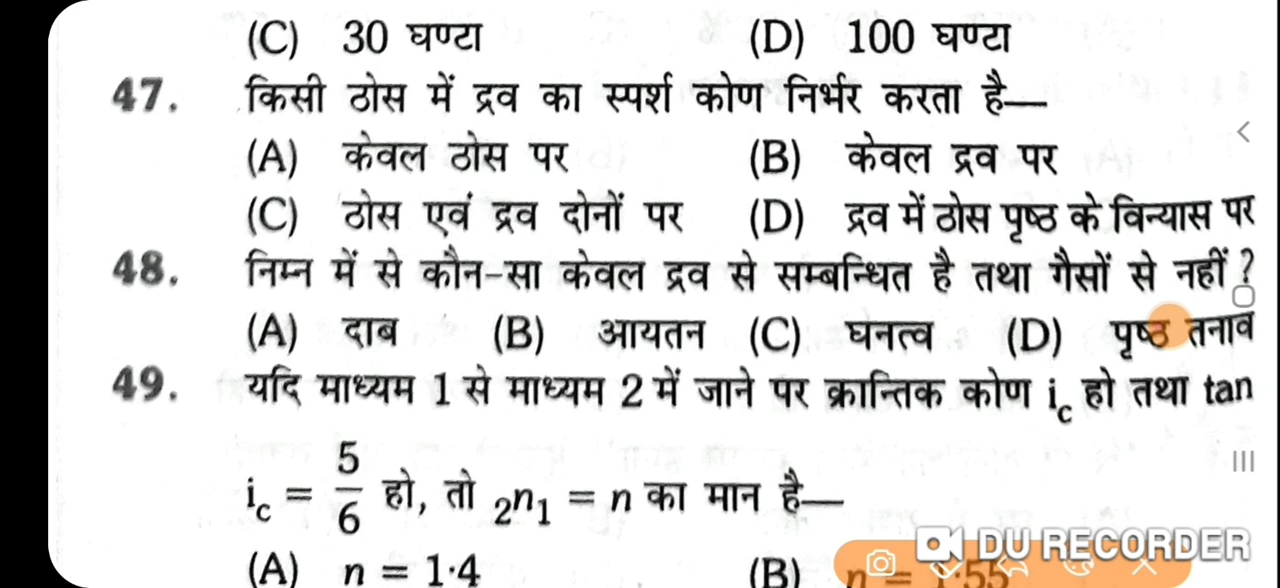 (C) 30 घण्टा (D) 100 घण्टा
47. किसी ठोस में द्रव का स्पर्श कोण निर्भर करता है—
(A) केवल ठोस पर (B) केवल द्रव पर
(C) ठोस एवं द्रव दोनों पर (D) द्रव में ठोस पृष्ठ के विन्यास पर
48. निम्न में से कौन-सा केवल द्रव से सम्बन्धित है तथा गैसों से नहीं ?
(A) दाब (B) आयतन (C) घनत्व (D) पृष्ठ तनाव
49. यदि माध्यम 1 से माध्यम 2 में जाने पर क्रान्तिक कोण i_c हो तथा tan
i_c = 5/6 हो, तो ₂n₁ = n का मान है—
(A) n = 1·4 (B) n = 1·55
DU RECORDER